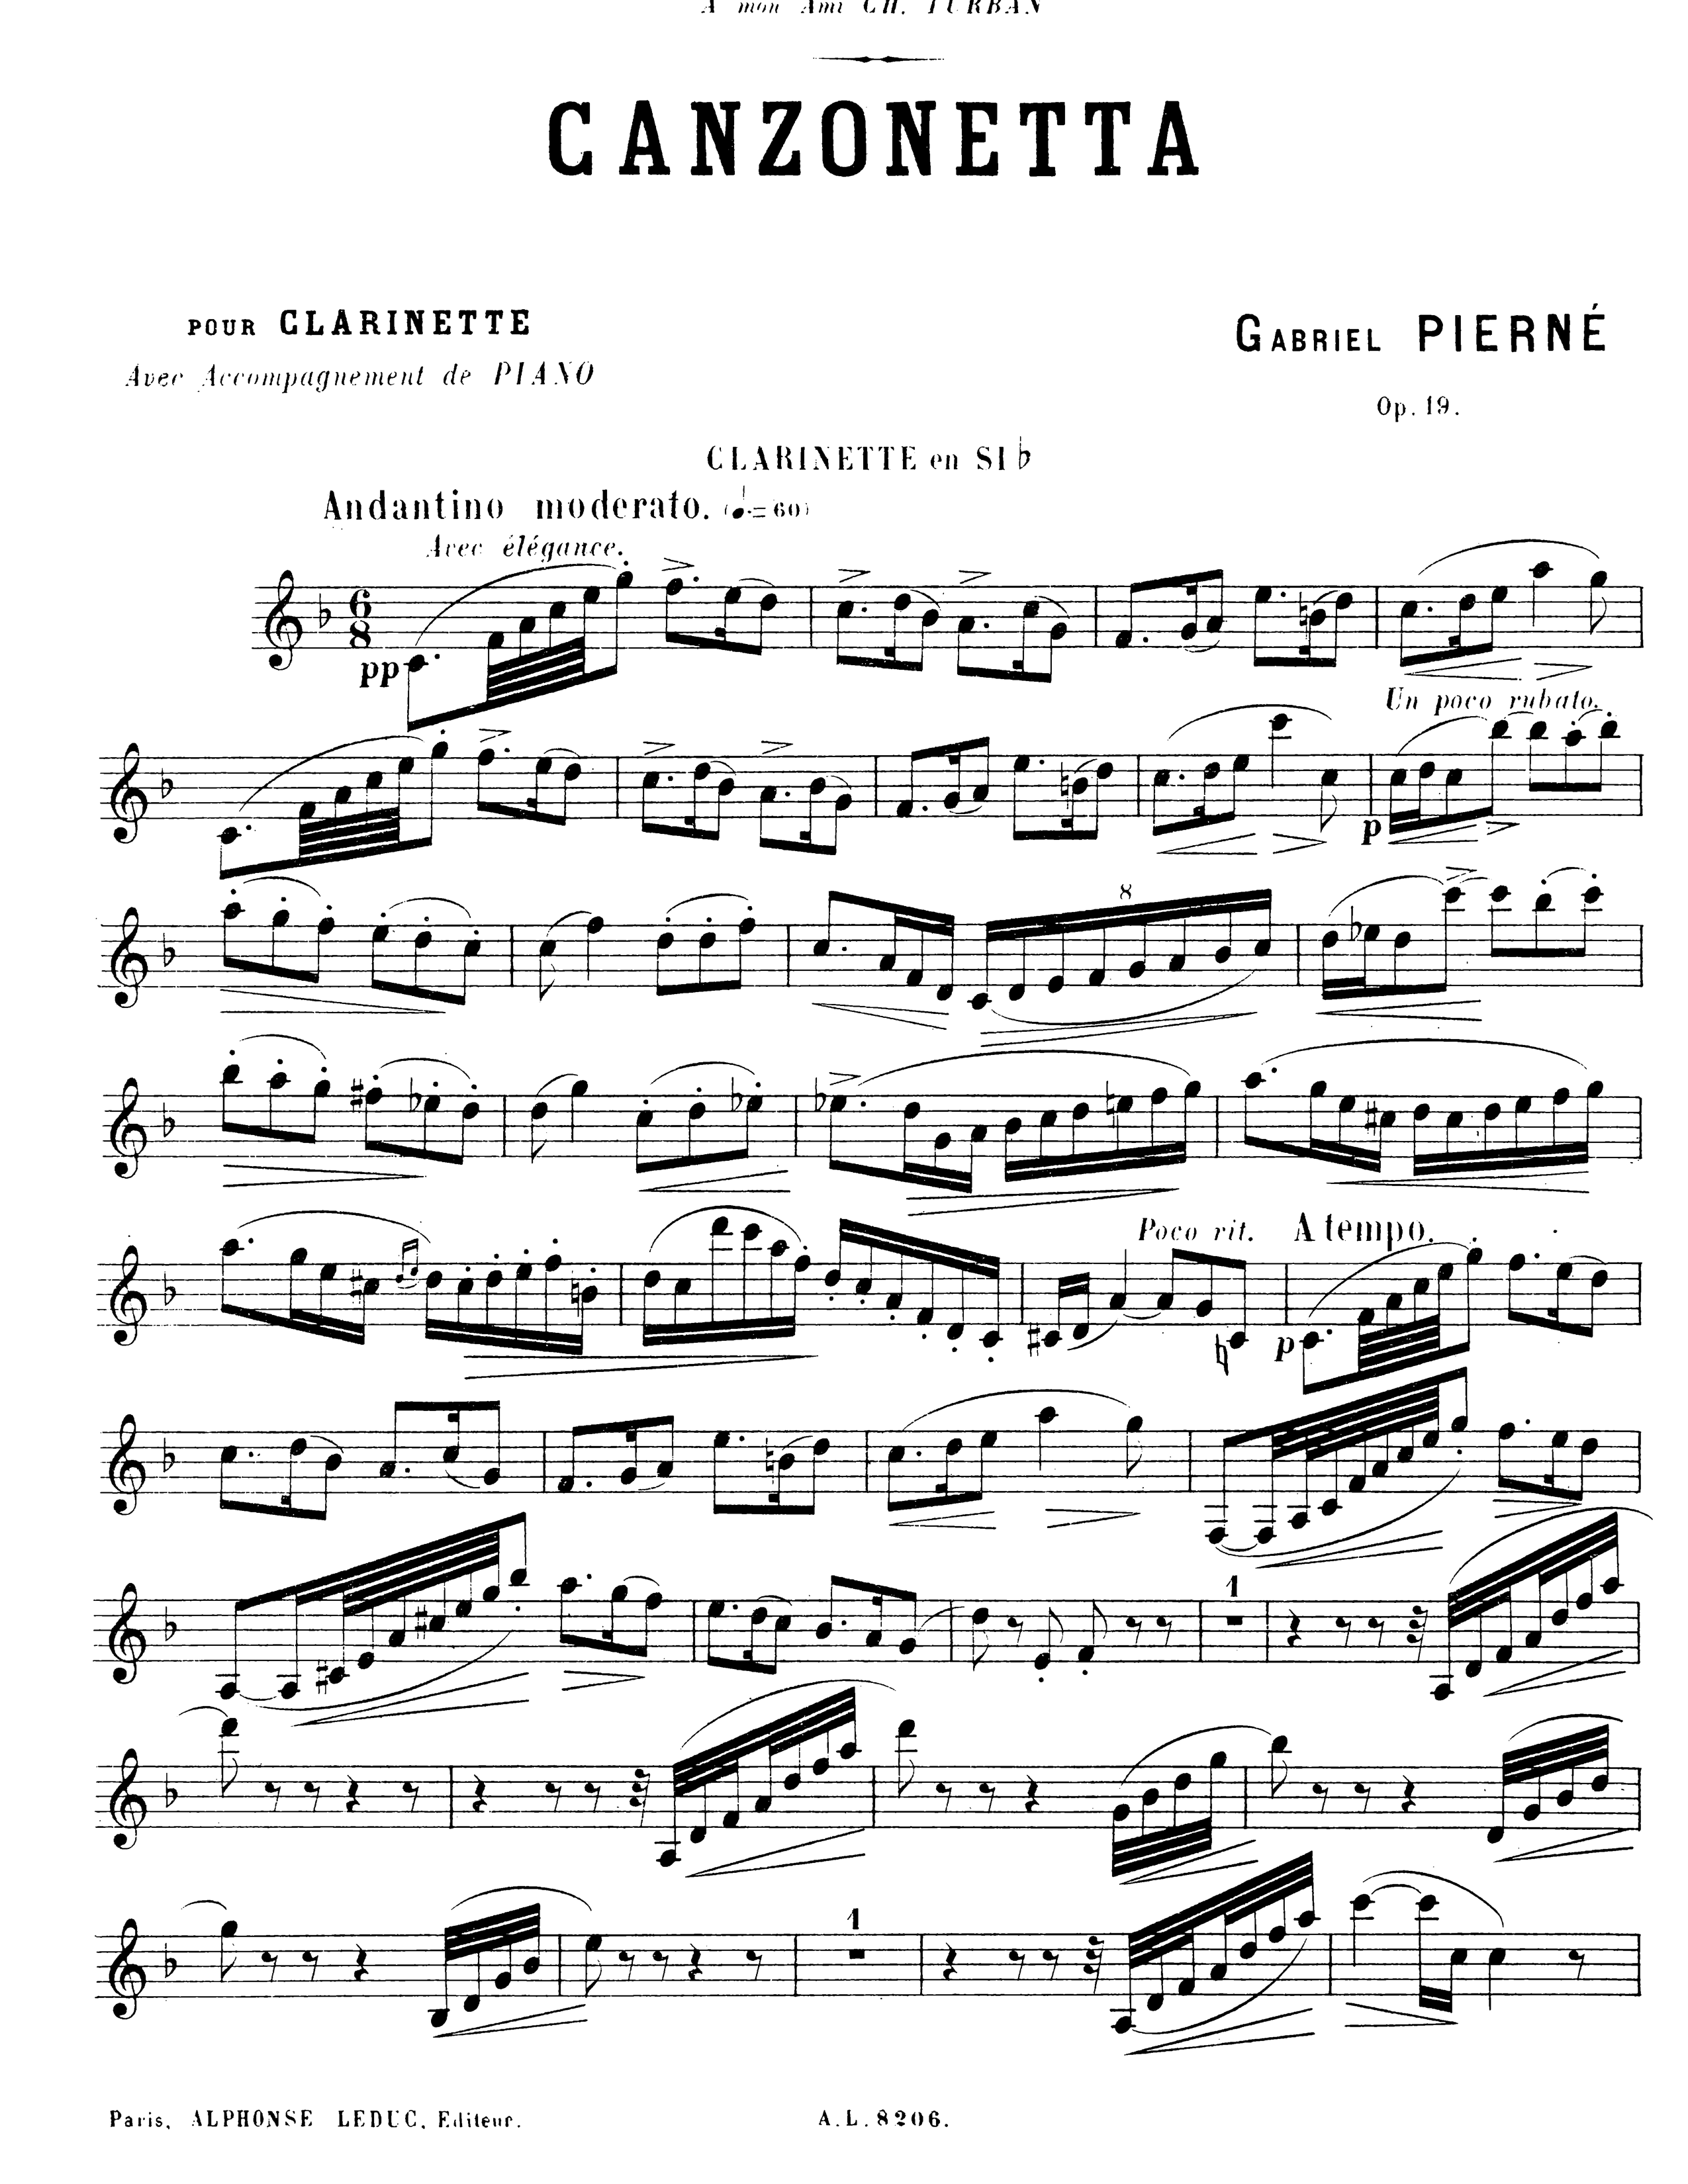 A mon Ami CH. TURBAN
CANZONETTA
POUR CLARINETTE
Avec Accompagnement de PIANO
GABRIEL PIERNÉ
Op. 19.
CLARINETTE en SI♭
Andantino moderato. (♩.=60)
Avec élégance.
6
8
pp
Un poco rubato.
p
8
Poco rit. A tempo.
p
1
1
Paris, ALPHONSE LEDUC, Editeur.
A.L. 8206.